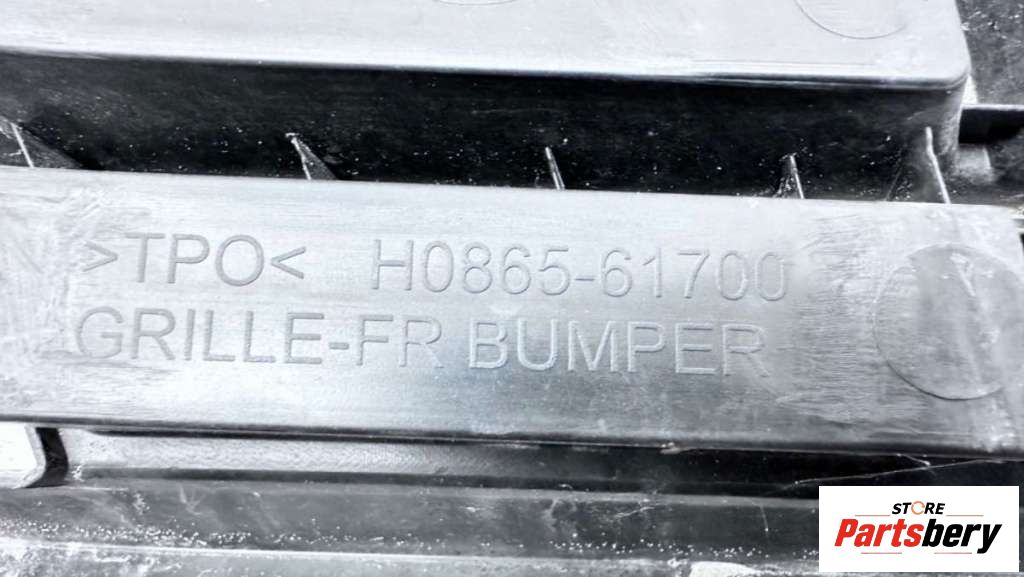 >TPO< H0865-61700
GRILLE-FR BUMPER
STORE
Partsbery